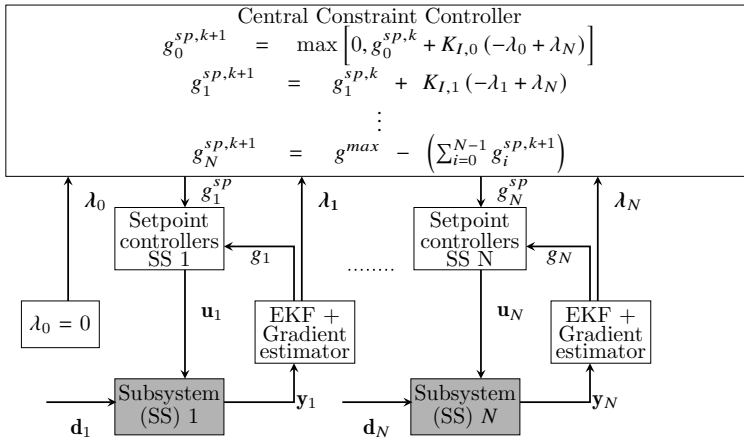 Central Constraint Controller
g_0^{sp,k+1} = max [0, g_0^{sp,k} + K_{I,0} (-λ_0 + λ_N)]
g_1^{sp,k+1} = g_1^{sp,k} + K_{I,1} (-λ_1 + λ_N)
⋮
g_N^{sp,k+1} = g^{max} - (∑_{i=0}^{N-1} g_i^{sp,k+1})
λ_0
g_1^{sp}
λ_1
g_N^{sp}
λ_N
Setpoint
controllers
SS 1
g_1
........
Setpoint
controllers
SS N
g_N
λ_0 = 0
u_1
EKF +
Gradient
estimator
u_N
EKF +
Gradient
estimator
d_1
Subsystem
(SS) 1
y_1
d_N
Subsystem
(SS) N
y_N